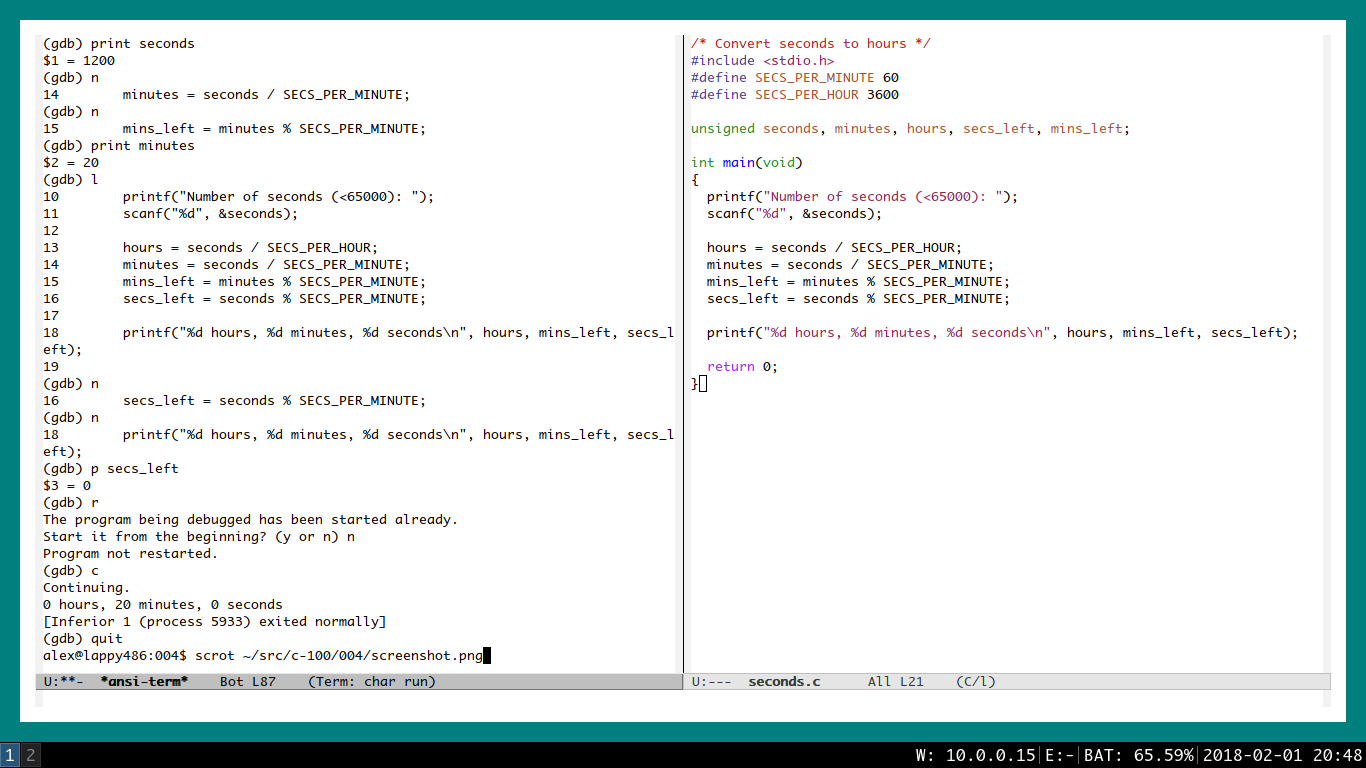 (gdb) print seconds
$1 = 1200
(gdb) n
14        minutes = seconds / SECS_PER_MINUTE;
(gdb) n
15        mins_left = minutes % SECS_PER_MINUTE;
(gdb) print minutes
$2 = 20
(gdb) l
10        printf("Number of seconds (<65000): ");
11        scanf("%d", &seconds);
12
13        hours = seconds / SECS_PER_HOUR;
14        minutes = seconds / SECS_PER_MINUTE;
15        mins_left = minutes % SECS_PER_MINUTE;
16        secs_left = seconds % SECS_PER_MINUTE;
17
18        printf("%d hours, %d minutes, %d seconds\n", hours, mins_left, secs_l
eft);
19
(gdb) n
16        secs_left = seconds % SECS_PER_MINUTE;
(gdb) n
18        printf("%d hours, %d minutes, %d seconds\n", hours, mins_left, secs_l
eft);
(gdb) p secs_left
$3 = 0
(gdb) r
The program being debugged has been started already.
Start it from the beginning? (y or n) n
Program not restarted.
(gdb) c
Continuing.
0 hours, 20 minutes, 0 seconds
[Inferior 1 (process 5933) exited normally]
(gdb) quit
alex@lappy486:004$ scrot ~/src/c-100/004/screenshot.png
U:**-  *ansi-term*    Bot L87    (Term: char run)
/* Convert seconds to hours */
#include <stdio.h>
#define SECS_PER_MINUTE 60
#define SECS_PER_HOUR 3600

unsigned seconds, minutes, hours, secs_left, mins_left;

int main(void)
{
  printf("Number of seconds (<65000): ");
  scanf("%d", &seconds);

  hours = seconds / SECS_PER_HOUR;
  minutes = seconds / SECS_PER_MINUTE;
  mins_left = minutes % SECS_PER_MINUTE;
  secs_left = seconds % SECS_PER_MINUTE;

  printf("%d hours, %d minutes, %d seconds\n", hours, mins_left, secs_left);

  return 0;
}
U:---  seconds.c      All L21    (C/l)
1 2
W: 10.0.0.15|E:-|BAT: 65.59%|2018-02-01 20:48